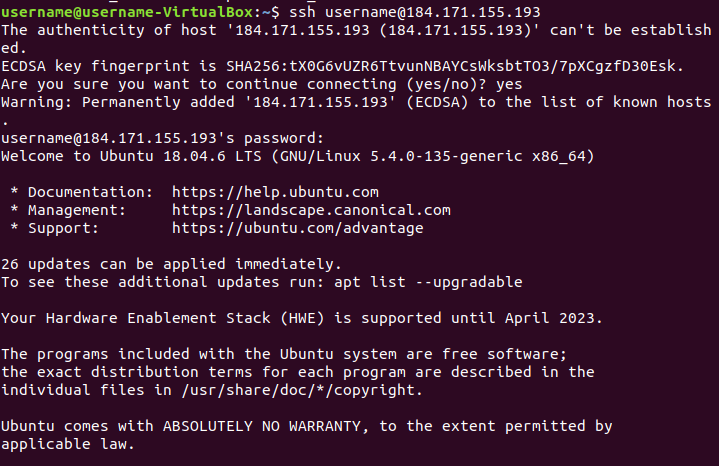 username@username-VirtualBox:~$ ssh username@184.171.155.193
The authenticity of host '184.171.155.193 (184.171.155.193)' can't be establish
ed.
ECDSA key fingerprint is SHA256:tX0G6vUZR6TtvunNBAYCsWksbtTO3/7pXCgzfD30Esk.
Are you sure you want to continue connecting (yes/no)? yes
Warning: Permanently added '184.171.155.193' (ECDSA) to the list of known hosts
.
username@184.171.155.193's password:
Welcome to Ubuntu 18.04.6 LTS (GNU/Linux 5.4.0-135-generic x86_64)

 * Documentation:  https://help.ubuntu.com
 * Management:     https://landscape.canonical.com
 * Support:        https://ubuntu.com/advantage

26 updates can be applied immediately.
To see these additional updates run: apt list --upgradable

Your Hardware Enablement Stack (HWE) is supported until April 2023.

The programs included with the Ubuntu system are free software;
the exact distribution terms for each program are described in the
individual files in /usr/share/doc/*/copyright.

Ubuntu comes with ABSOLUTELY NO WARRANTY, to the extent permitted by
applicable law.